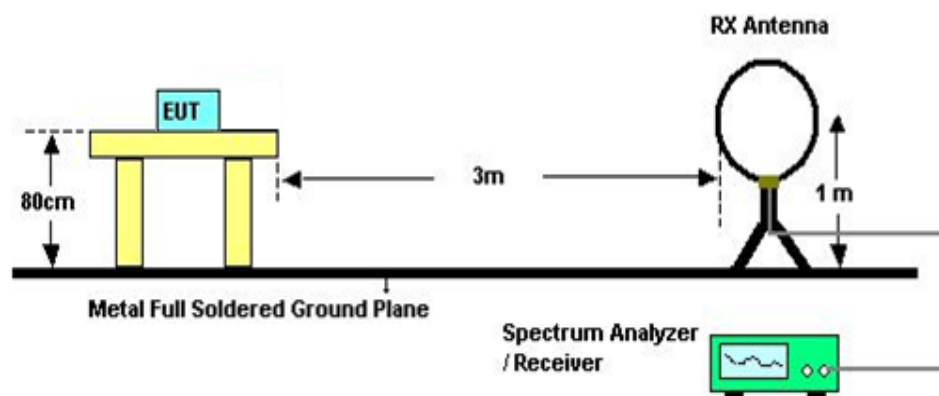 RX Antenna
EUT
80cm
3m
1 m
Metal Full Soldered Ground Plane
Spectrum Analyzer
/ Receiver